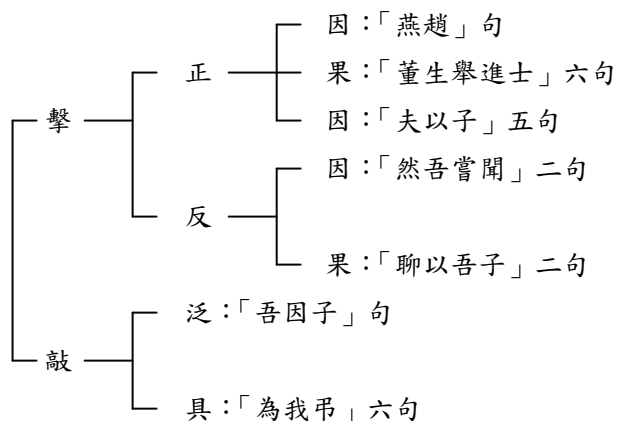 因：「燕趙」句
正
果：「董生舉進士」六句
擊
因：「夫以子」五句
因：「然吾嘗聞」二句
反
果：「聊以吾子」二句
泛：「吾因子」句
敲
具：「為我弔」六句